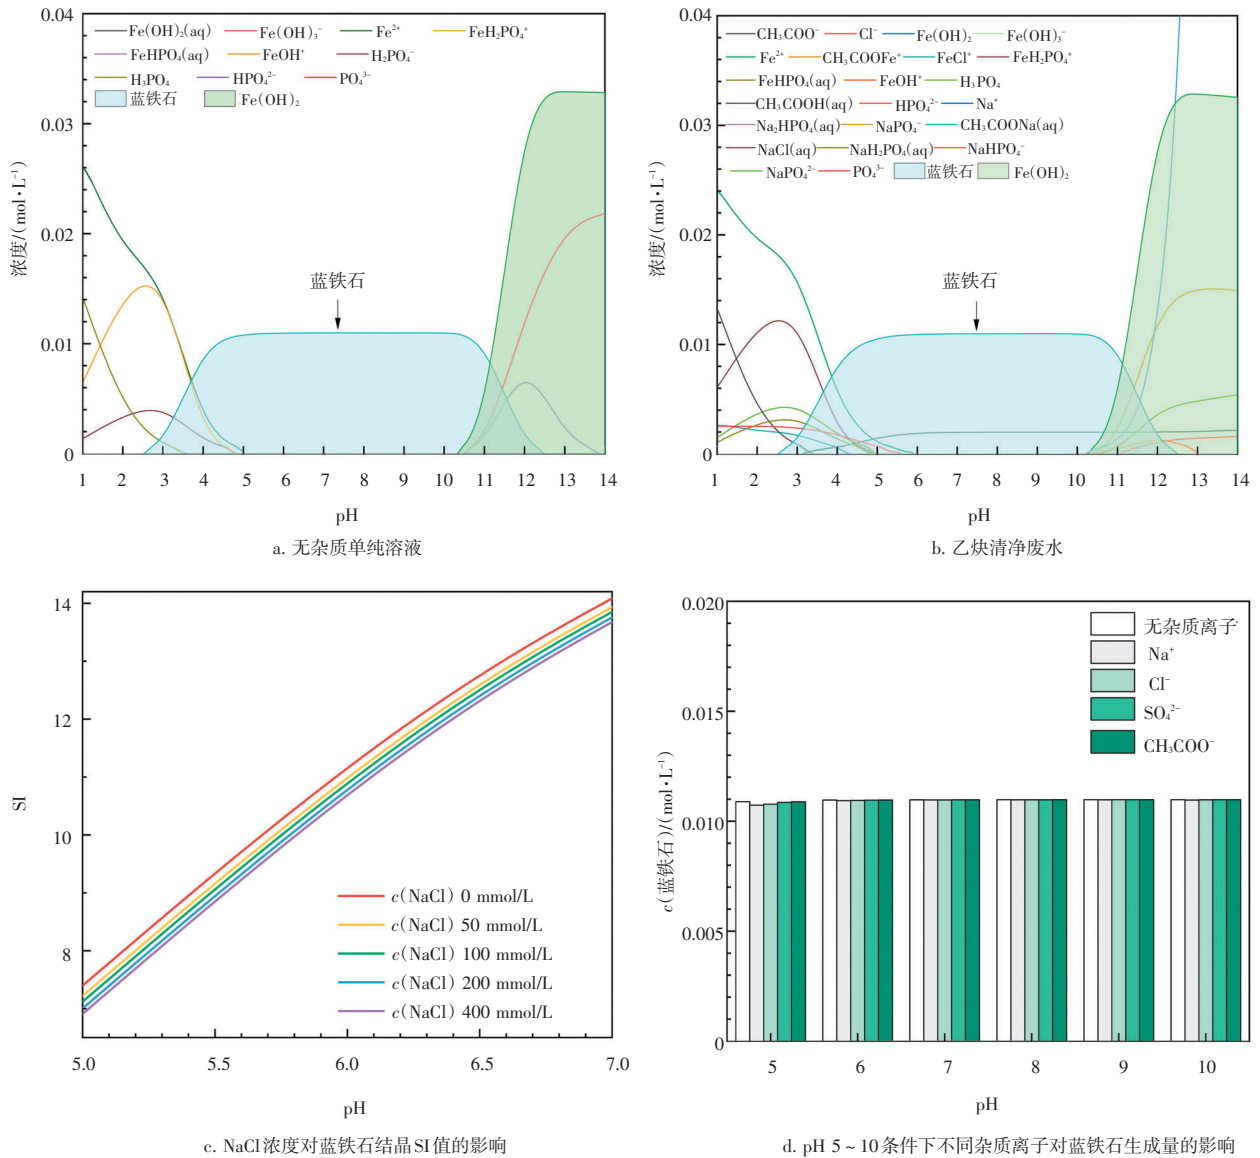 0.04
0.03
0.02
0.01
0
浓度/(mol·L⁻¹)
Fe(OH)₂(aq) Fe(OH)₃⁻ Fe²⁺ FeH₂PO₄⁺
FeHPO₄(aq) FeOH⁺ H₂PO₄⁻
H₃PO₄ HPO₄²⁻ PO₄³⁻
蓝铁石 Fe(OH)₂
蓝铁石
1 2 3 4 5 6 7 8 9 10 11 12 13 14
pH
a. 无杂质单纯溶液
0.04
0.03
0.02
0.01
0
浓度/(mol·L⁻¹)
CH₃COO⁻ Cl⁻ Fe(OH)₂ Fe(OH)₃⁻
Fe²⁺ CH₃COOFe⁺ FeCl⁺ FeH₂PO₄⁺
FeHPO₄(aq) FeOH⁺ H₃PO₄
CH₃COOH(aq) HPO₄²⁻ Na⁺
Na₂HPO₄(aq) NaPO₄⁻ CH₃COONa(aq)
NaCl(aq) NaH₂PO₄(aq) NaHPO₄⁻
NaPO₄²⁻ PO₄³⁻ 蓝铁石 Fe(OH)₂
蓝铁石
1 2 3 4 5 6 7 8 9 10 11 12 13 14
pH
b. 乙炔清净废水
14
12
10
8
SI
c(NaCl) 0 mmol/L
c(NaCl) 50 mmol/L
c(NaCl) 100 mmol/L
c(NaCl) 200 mmol/L
c(NaCl) 400 mmol/L
5.0 5.5 6.0 6.5 7.0
pH
c. NaCl浓度对蓝铁石结晶SI值的影响
0.020
0.015
0.010
0.005
0
c(蓝铁石)/(mol·L⁻¹)
无杂质离子
Na⁺
Cl⁻
SO₄²⁻
CH₃COO⁻
5 6 7 8 9 10
pH
d. pH 5~10条件下不同杂质离子对蓝铁石生成量的影响